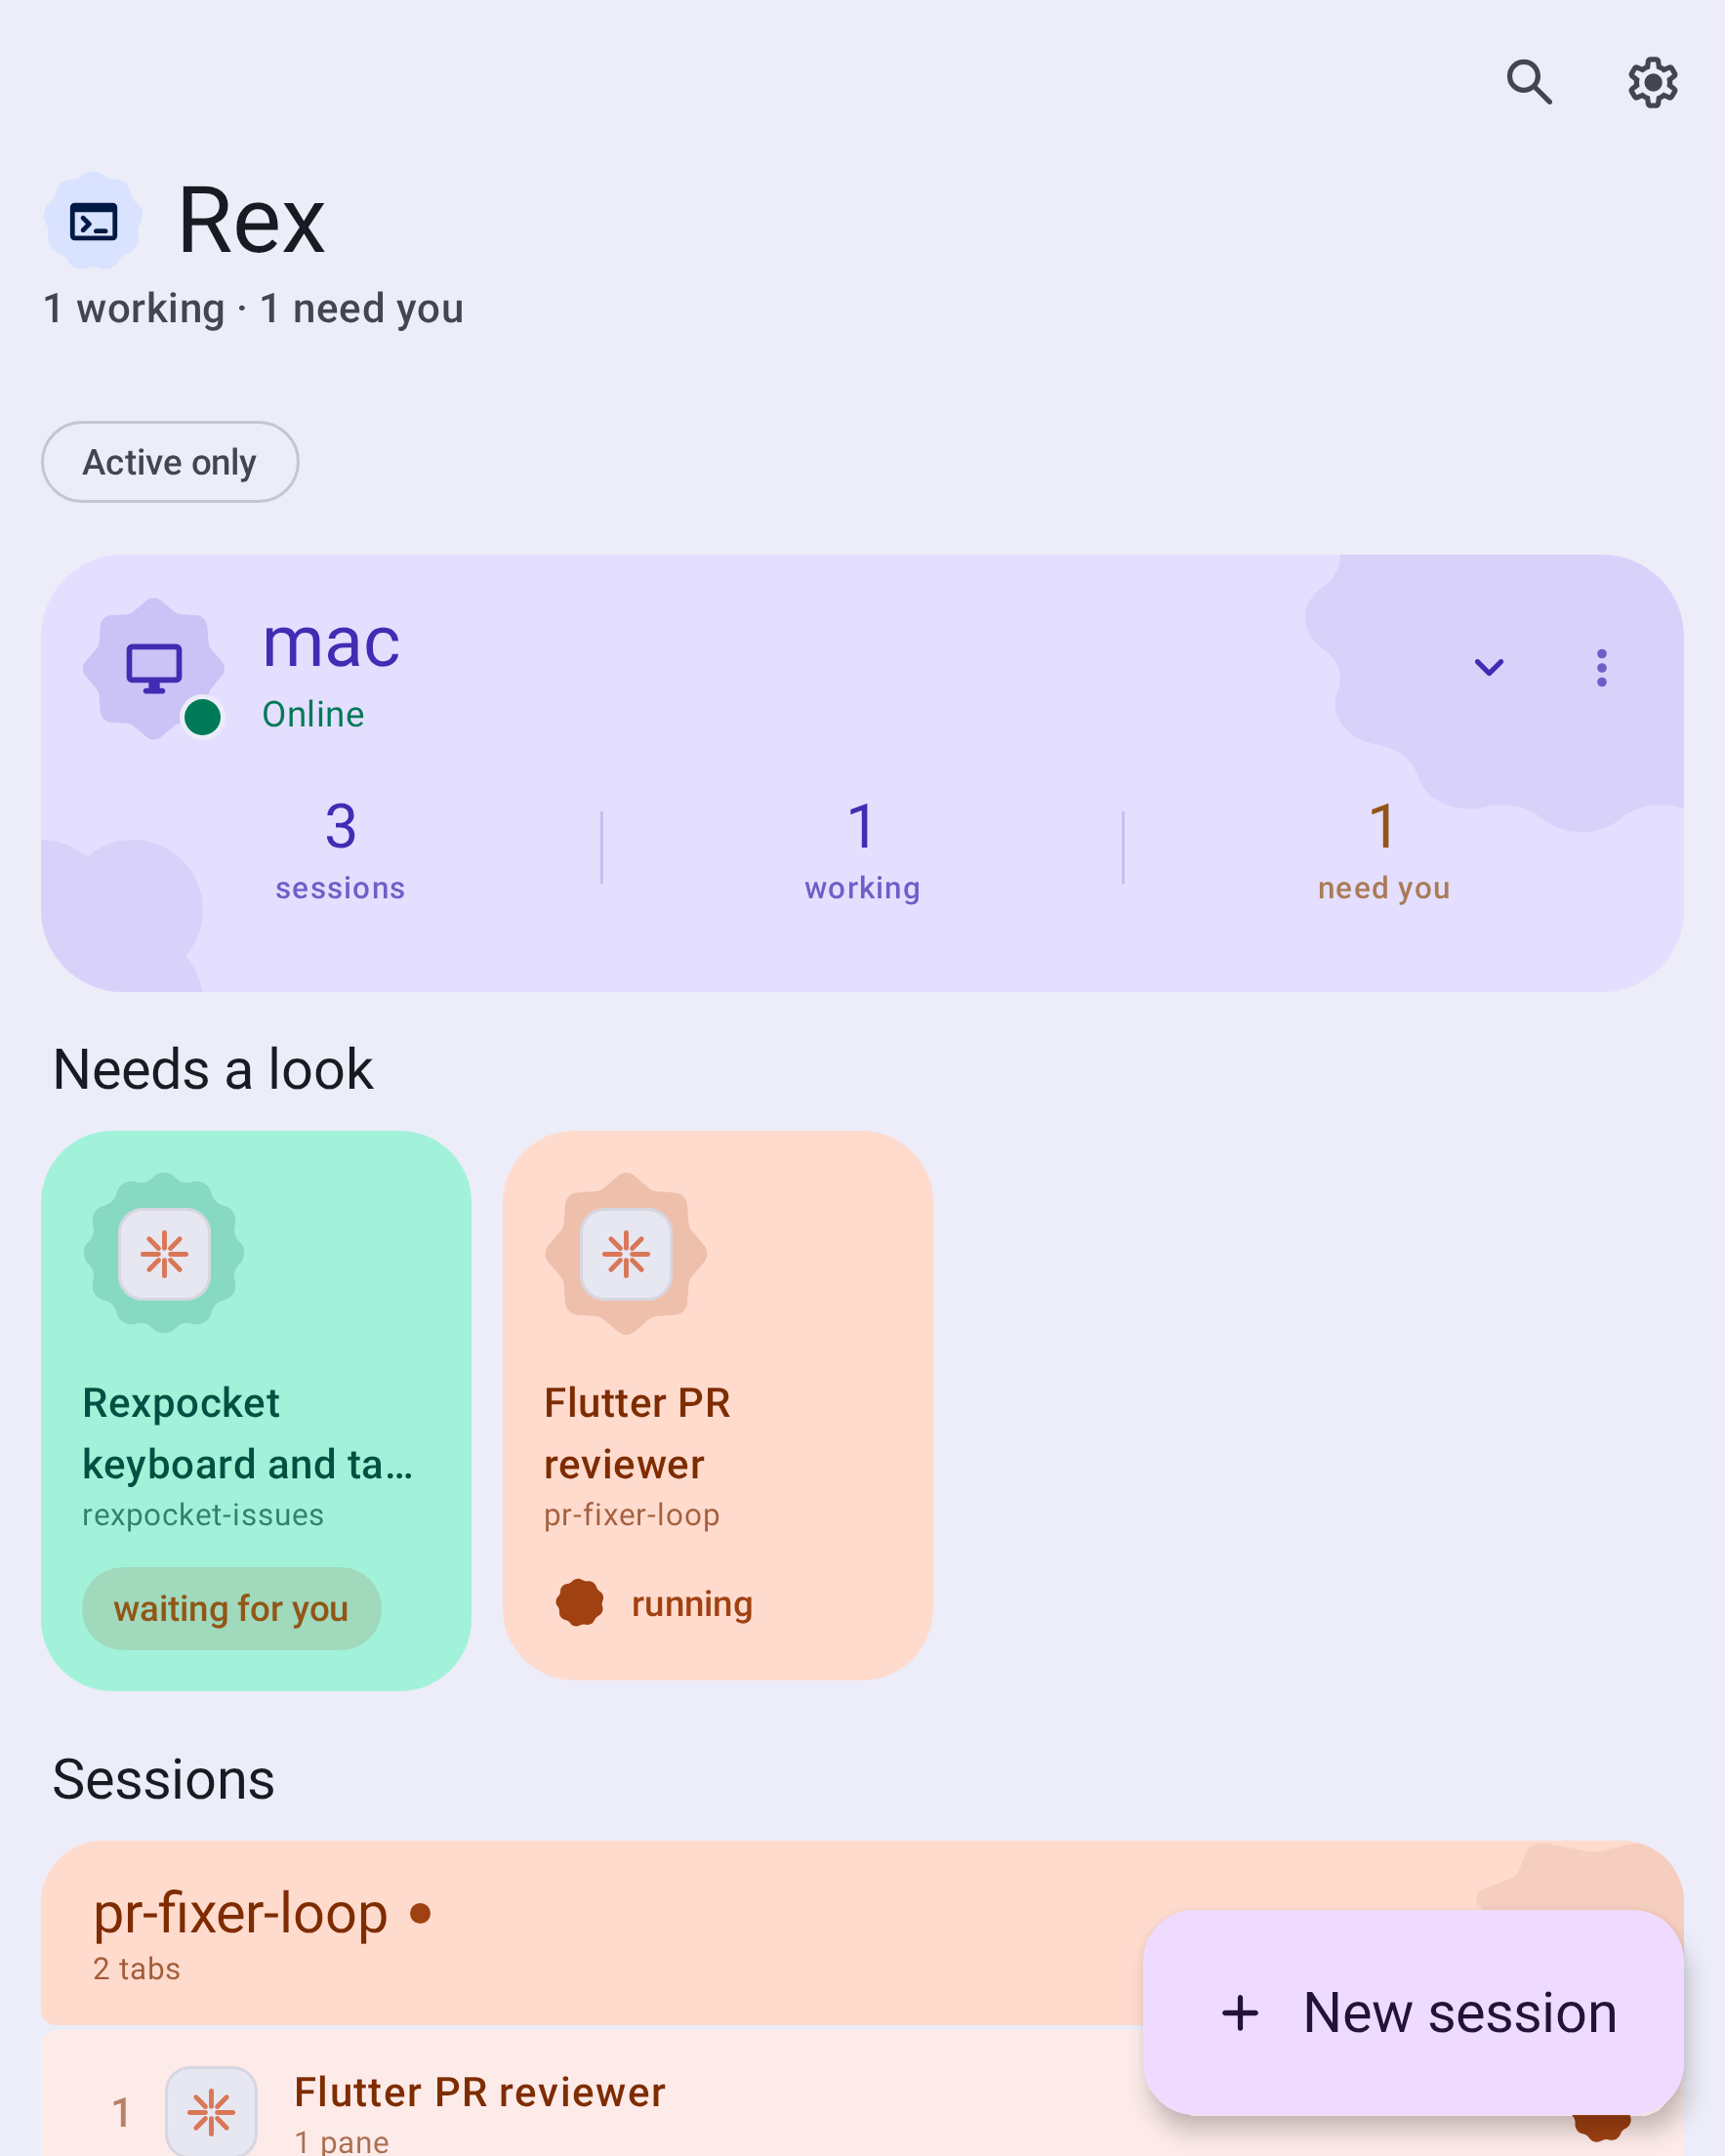 Rex
1 working · 1 need you
Active only
mac
Online
3
sessions
1
working
1
need you
Needs a look
Rexpocket
keyboard and ta...
rexpocket-issues
waiting for you
Flutter PR
reviewer
pr-fixer-loop
running
Sessions
pr-fixer-loop
2 tabs
New session
1
Flutter PR reviewer
1 pane